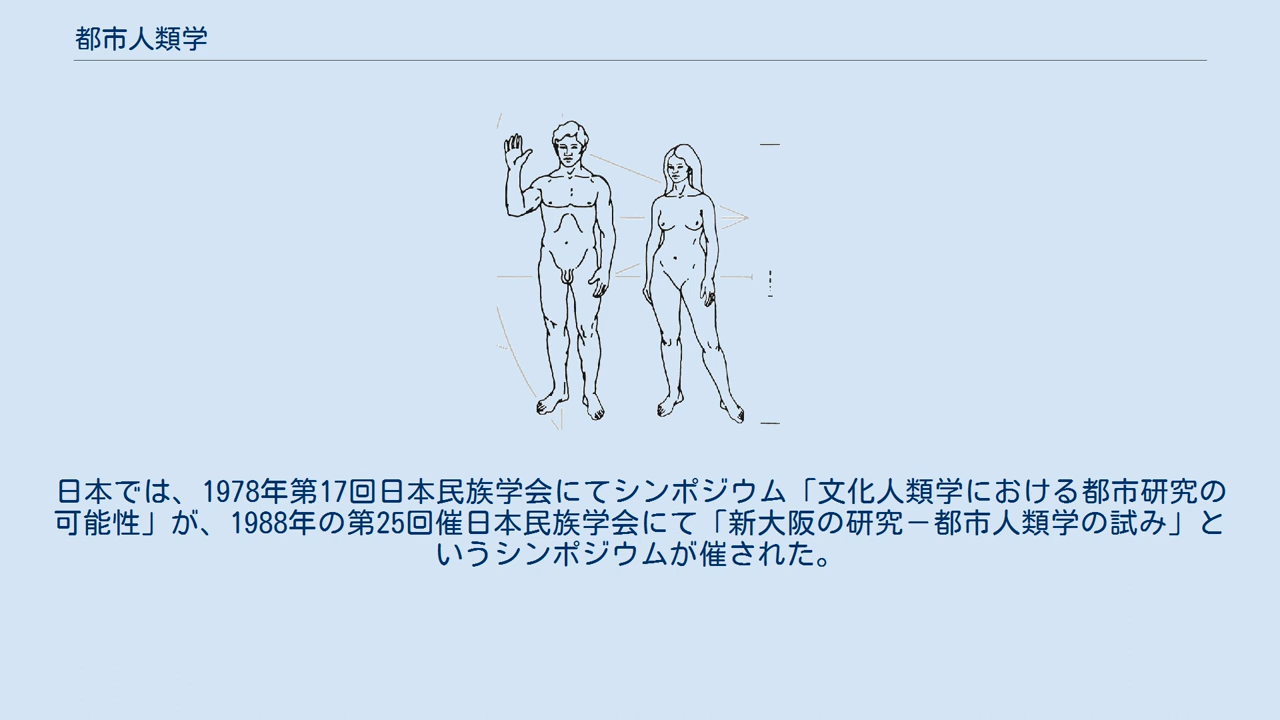 都市人類学
日本では、1978年第17回日本民族学会にてシンポジウム「文化人類学における都市研究の
可能性」が、1988年の第25回催日本民族学会にて「新大阪の研究－都市人類学の試み」と
いうシンポジウムが催された。